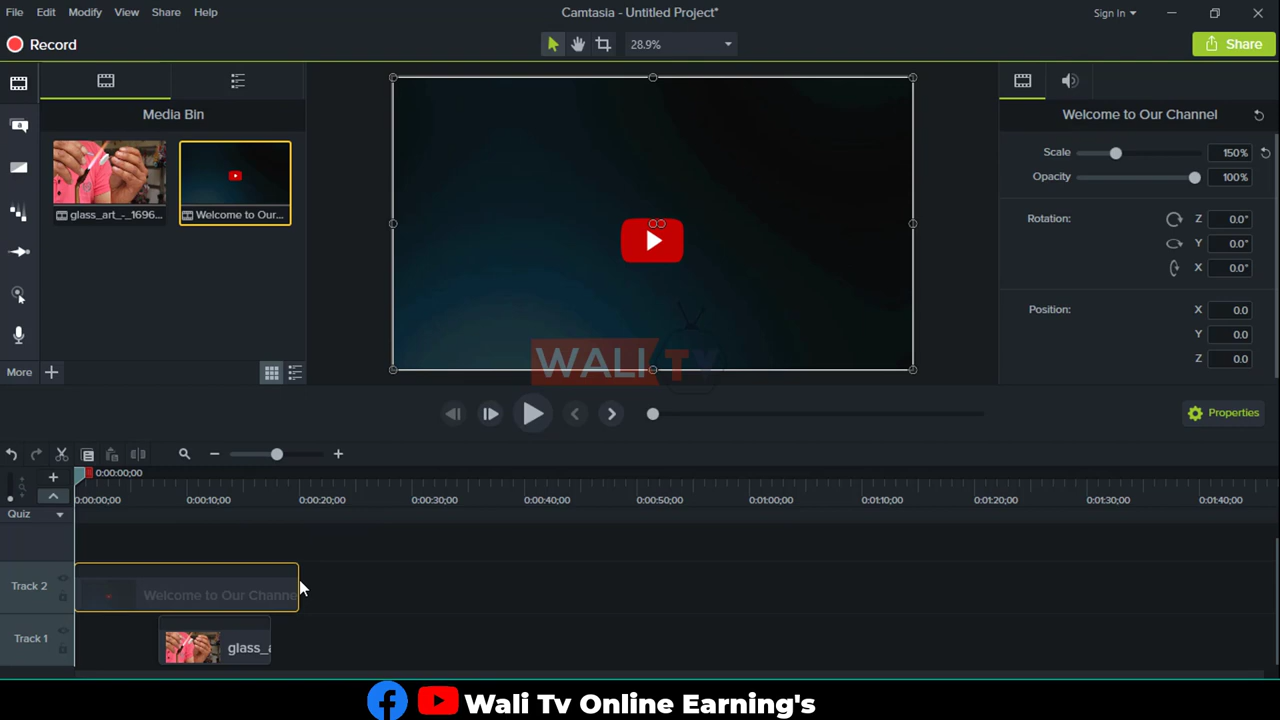 File Edit Modify View Share Help
Camtasia - Untitled Project*
Sign In
Record
28.9%
Share
Media Bin
Welcome to Our Channel
Scale 150%
Opacity 100%
glass_art_-_1696...
Welcome to Our...
Rotation: Z 0.0°
Y 0.0°
X 0.0°
Position: X 0.0
Y 0.0
Z 0.0
WALI TV
More
Properties
0:00:00;00
0:00:00;00 0:00:10;00 0:00:20;00 0:00:30;00 0:00:40;00 0:00:50;00 0:01:00;00 0:01:10;00 0:01:20;00 0:01:30;00 0:01:40;00
Quiz
Track 2
Welcome to Our Channe
Track 1
glass_a
Wali Tv Online Earning's